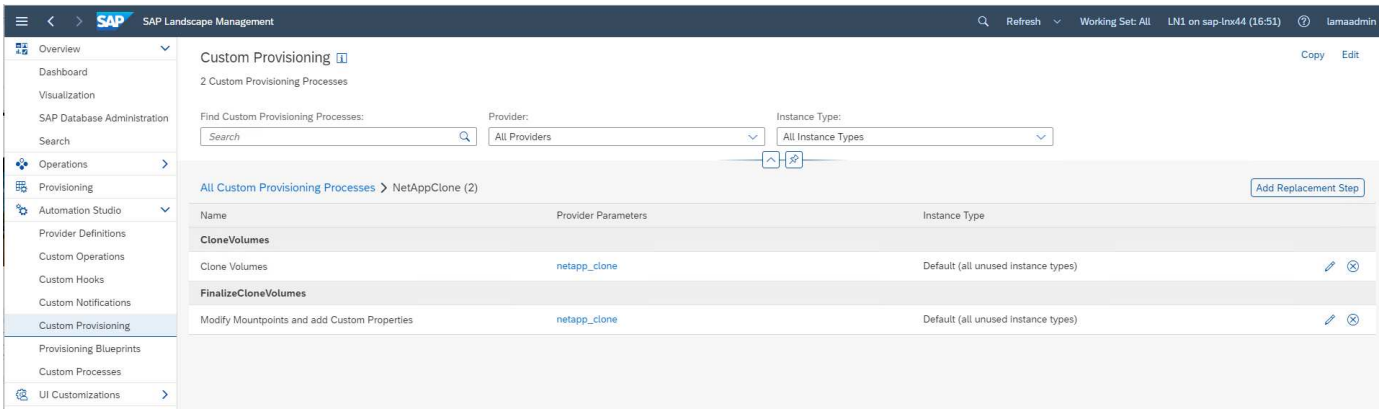 SAP SAP Landscape Management Refresh Working Set: All LN1 on sap-lnx44 (16:51) lamaadmin
Overview
Dashboard
Visualization
SAP Database Administration
Search
Operations
Provisioning
Automation Studio
Provider Definitions
Custom Operations
Custom Hooks
Custom Notifications
Custom Provisioning
Provisioning Blueprints
Custom Processes
UI Customizations
Custom Provisioning
Copy Edit
2 Custom Provisioning Processes
Find Custom Provisioning Processes: Provider: Instance Type:
Search All Providers All Instance Types
All Custom Provisioning Processes > NetAppClone (2) Add Replacement Step
Name Provider Parameters Instance Type
CloneVolumes
Clone Volumes netapp_clone Default (all unused instance types)
FinalizeCloneVolumes
Modify Mountpoints and add Custom Properties netapp_clone Default (all unused instance types)